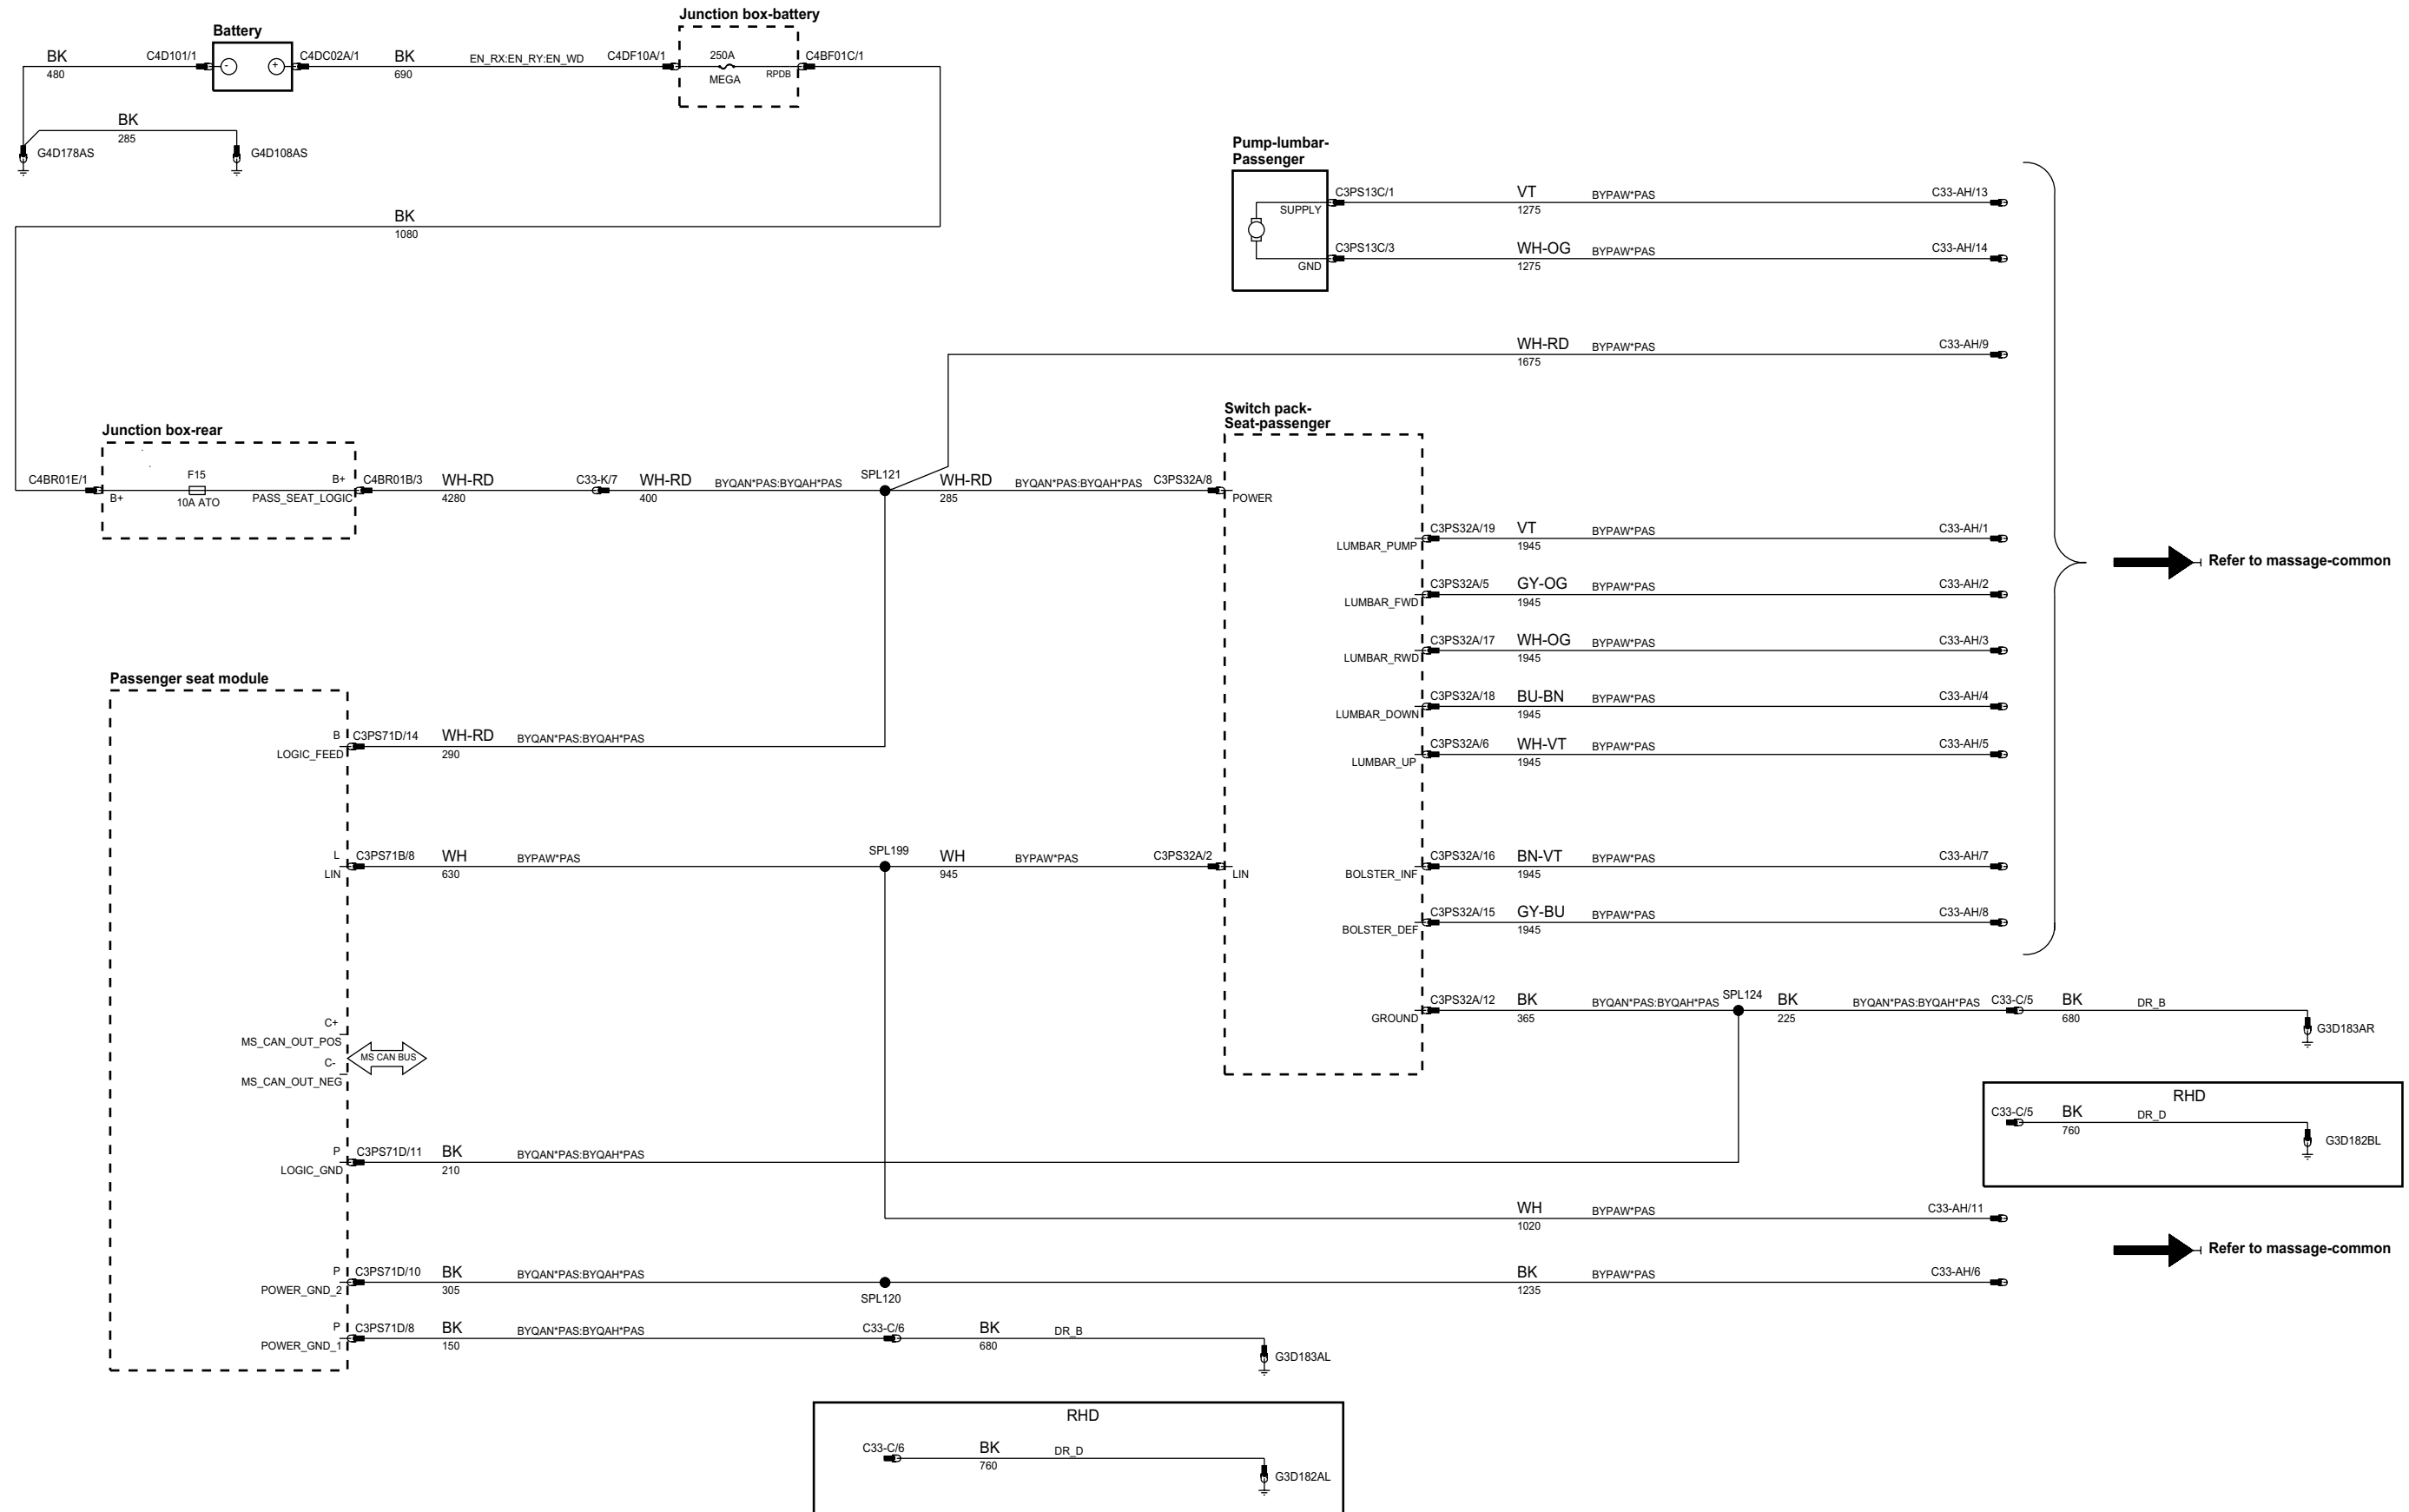 Junction box-battery
Battery
BK
480
C4D101/1
-
+
C4DC02A/1
BK
690
EN_RX:EN_RY:EN_WD
C4DF10A/1
250A
MEGA
RPDB
C4BF01C/1
BK
285
G4D178AS
G4D108AS
BK
1080
Pump-lumbar-
Passenger
SUPPLY
C3PS13C/1
VT
1275
BYPAW*PAS
C33-AH/13
GND
C3PS13C/3
WH-OG
1275
BYPAW*PAS
C33-AH/14
WH-RD
1675
BYPAW*PAS
C33-AH/9
Junction box-rear
C4BR01E/1
B+
F15
10A ATO
B+
PASS_SEAT_LOGIC
C4BR01B/3
WH-RD
4280
C33-K/7
WH-RD
400
BYQAN*PAS:BYQAH*PAS
SPL121
WH-RD
285
BYQAN*PAS:BYQAH*PAS
C3PS32A/8
Switch pack-
Seat-passenger
POWER
LUMBAR_PUMP
C3PS32A/19
VT
1945
BYPAW*PAS
C33-AH/1
LUMBAR_FWD
C3PS32A/5
GY-OG
1945
BYPAW*PAS
C33-AH/2
LUMBAR_RWD
C3PS32A/17
WH-OG
1945
BYPAW*PAS
C33-AH/3
LUMBAR_DOWN
C3PS32A/18
BU-BN
1945
BYPAW*PAS
C33-AH/4
LUMBAR_UP
C3PS32A/6
WH-VT
1945
BYPAW*PAS
C33-AH/5
Refer to massage-common
Passenger seat module
B
LOGIC_FEED
C3PS71D/14
WH-RD
290
BYQAN*PAS:BYQAH*PAS
L
LIN
C3PS71B/8
WH
630
BYPAW*PAS
SPL199
WH
945
BYPAW*PAS
C3PS32A/2
LIN
BOLSTER_INF
C3PS32A/16
BN-VT
1945
BYPAW*PAS
C33-AH/7
BOLSTER_DEF
C3PS32A/15
GY-BU
1945
BYPAW*PAS
C33-AH/8
GROUND
C3PS32A/12
BK
365
BYQAN*PAS:BYQAH*PAS
SPL124
BK
225
BYQAN*PAS:BYQAH*PAS
C33-C/5
BK
680
DR_B
G3D183AR
C+
MS_CAN_OUT_POS
C-
MS_CAN_OUT_NEG
MS CAN BUS
RHD
C33-C/5
BK
760
DR_D
G3D182BL
P
LOGIC_GND
C3PS71D/11
BK
210
BYQAN*PAS:BYQAH*PAS
WH
1020
BYPAW*PAS
C33-AH/11
Refer to massage-common
P
POWER_GND_2
C3PS71D/10
BK
305
BYQAN*PAS:BYQAH*PAS
SPL120
BK
1235
BYPAW*PAS
C33-AH/6
P
POWER_GND_1
C3PS71D/8
BK
150
BYQAN*PAS:BYQAH*PAS
C33-C/6
BK
680
DR_B
G3D183AL
RHD
C33-C/6
BK
760
DR_D
G3D182AL